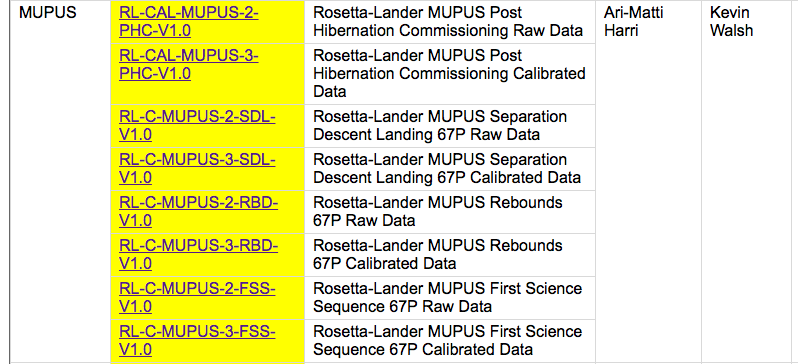 MUPUS
RL-CAL-MUPUS-2-
PHC-V1.0
Rosetta-Lander MUPUS Post
Hibernation Commissioning Raw Data
Ari-Matti
Harri
Kevin
Walsh
RL-CAL-MUPUS-3-
PHC-V1.0
Rosetta-Lander MUPUS Post
Hibernation Commissioning Calibrated
Data
RL-C-MUPUS-2-SDL-
V1.0
Rosetta-Lander MUPUS Separation
Descent Landing 67P Raw Data
RL-C-MUPUS-3-SDL-
V1.0
Rosetta-Lander MUPUS Separation
Descent Landing 67P Calibrated Data
RL-C-MUPUS-2-RBD-
V1.0
Rosetta-Lander MUPUS Rebounds
67P Raw Data
RL-C-MUPUS-3-RBD-
V1.0
Rosetta-Lander MUPUS Rebounds
67P Calibrated Data
RL-C-MUPUS-2-FSS-
V1.0
Rosetta-Lander MUPUS First Science
Sequence 67P Raw Data
RL-C-MUPUS-3-FSS-
V1.0
Rosetta-Lander MUPUS First Science
Sequence 67P Calibrated Data